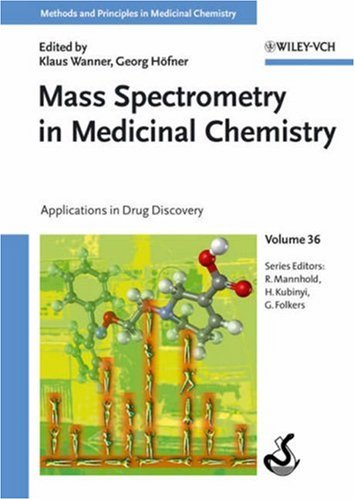 Methods and Principles in Medicinal Chemistry
Edited by
Klaus Wanner, Georg Höfner
WILEY-VCH
Mass Spectrometry
in Medicinal Chemistry
Applications in Drug Discovery
Volume 36
Series Editors:
R. Mannhold,
H. Kubinyi,
G. Folkers